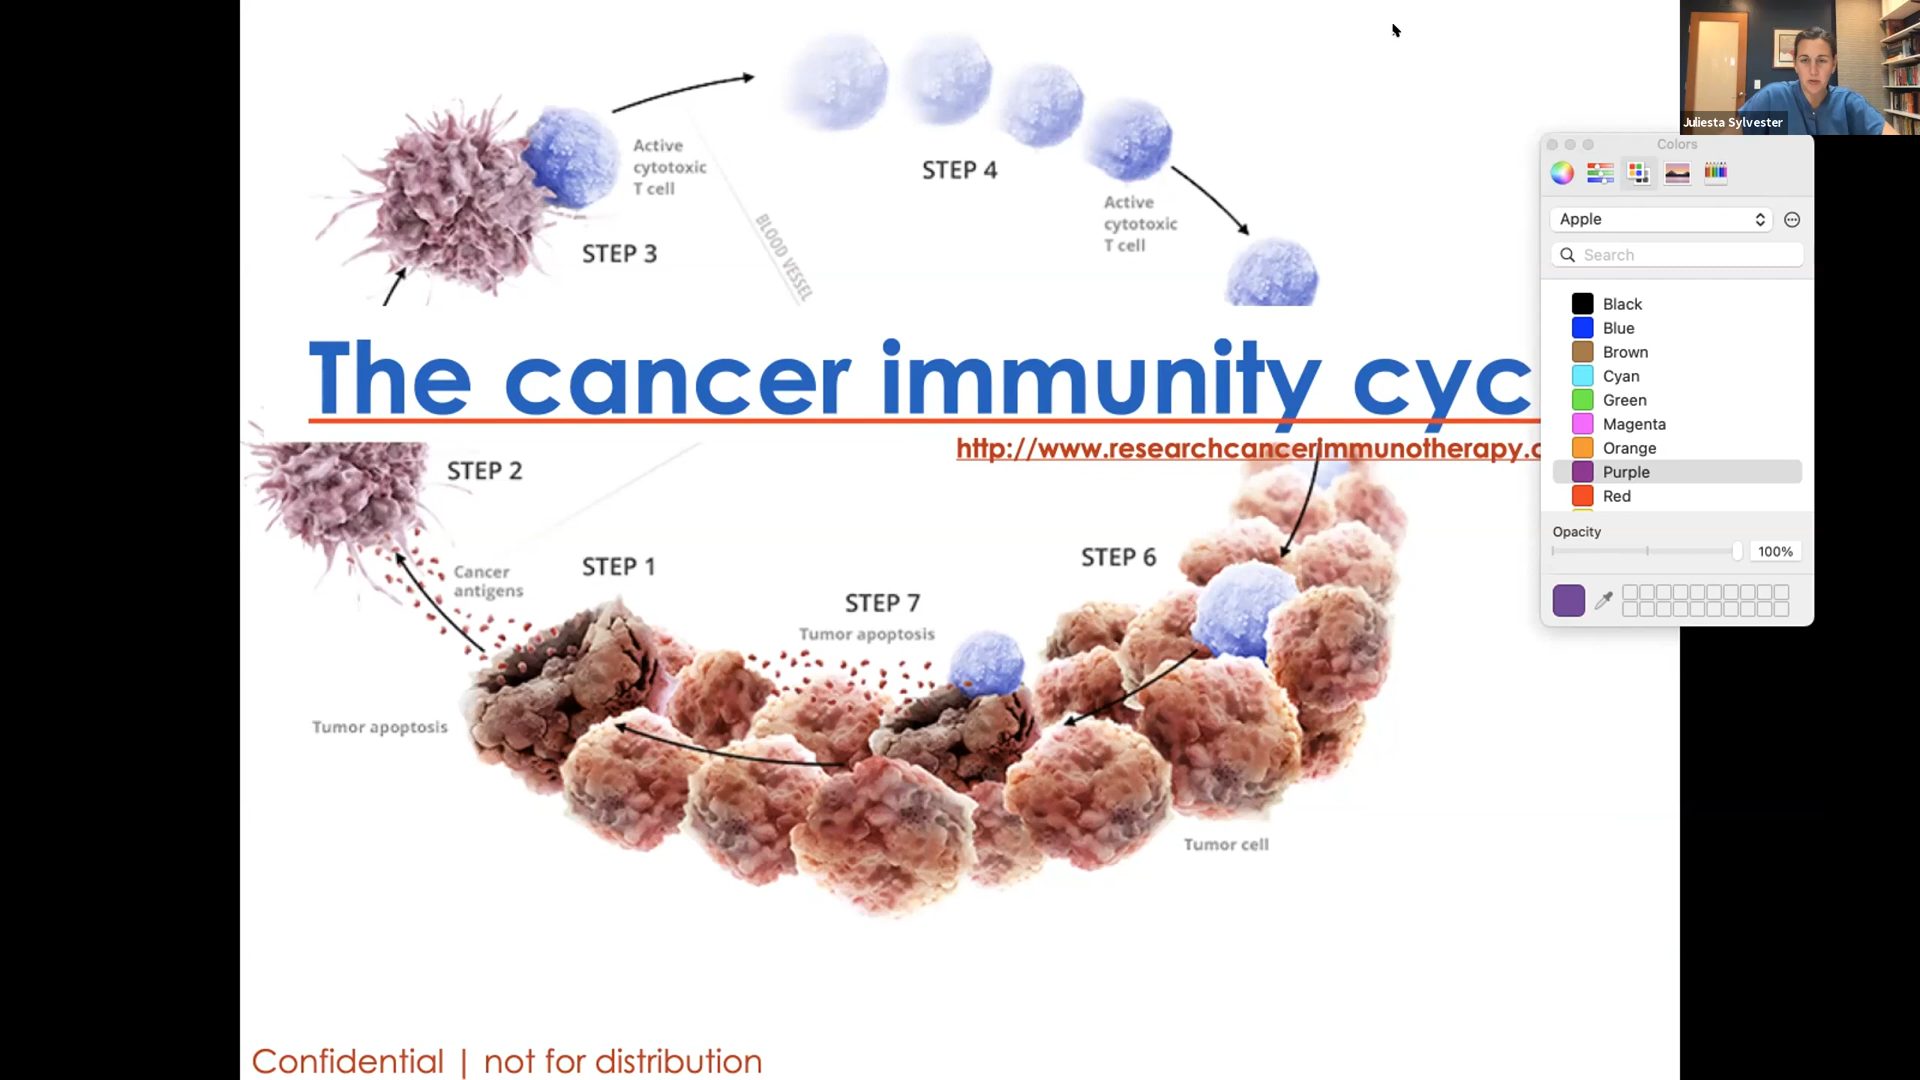 Juliesta Sylvester
Active
cytotoxic
T cell
STEP 3
BLOOD VESSEL
STEP 4
Active
cytotoxic
T cell
The cancer immunity cyc
http://www.researchcancerimmunotherapy.c
STEP 2
Cancer
antigens
STEP 1
Tumor apoptosis
STEP 7
Tumor apoptosis
STEP 6
Tumor cell
Confidential | not for distribution
Colors
Apple
Search
Black
Blue
Brown
Cyan
Green
Magenta
Orange
Purple
Red
Opacity
100%